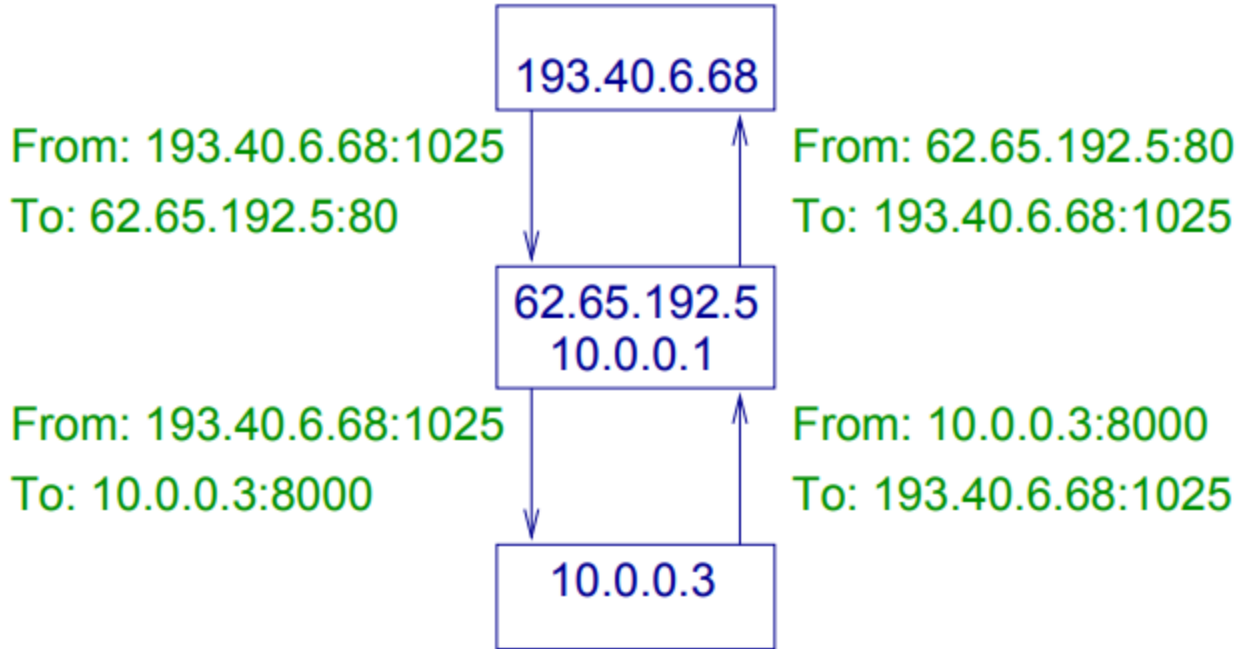 193.40.6.68
From: 193.40.6.68:1025
To: 62.65.192.5:80
From: 62.65.192.5:80
To: 193.40.6.68:1025
62.65.192.5
10.0.0.1
From: 193.40.6.68:1025
To: 10.0.0.3:8000
From: 10.0.0.3:8000
To: 193.40.6.68:1025
10.0.0.3